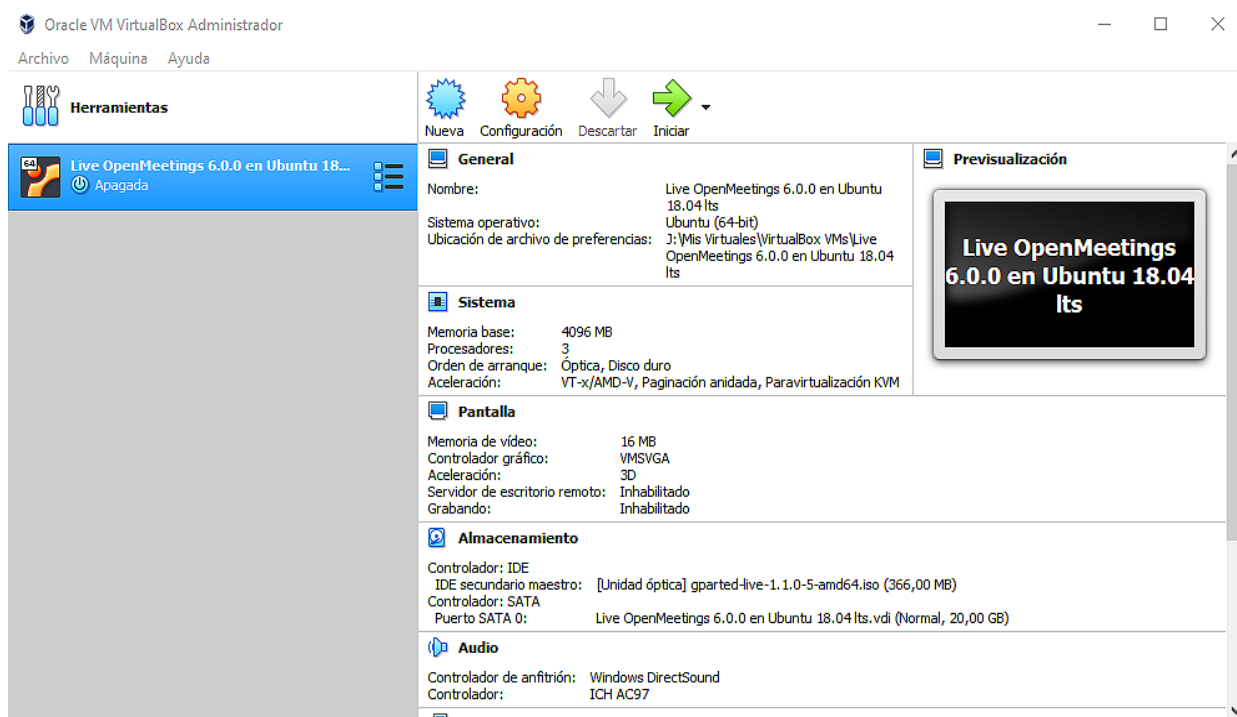 Oracle VM VirtualBox Administrador
Archivo Máquina Ayuda
Herramientas
64
Live OpenMeetings 6.0.0 en Ubuntu 18...
Apagada
Nueva Configuración Descartar Iniciar
General
Nombre: Live OpenMeetings 6.0.0 en Ubuntu
18.04 lts
Sistema operativo: Ubuntu (64-bit)
Ubicación de archivo de preferencias: J:\Mis Virtuales\VirtualBox VMs\Live
OpenMeetings 6.0.0 en Ubuntu 18.04
lts
Previsualización
Live OpenMeetings
6.0.0 en Ubuntu 18.04
lts
Sistema
Memoria base: 4096 MB
Procesadores: 3
Orden de arranque: Óptica, Disco duro
Aceleración: VT-x/AMD-V, Paginación anidada, Paravirtualización KVM
Pantalla
Memoria de vídeo: 16 MB
Controlador gráfico: VMSVGA
Aceleración: 3D
Servidor de escritorio remoto: Inhabilitado
Grabando: Inhabilitado
Almacenamiento
Controlador: IDE
IDE secundario maestro: [Unidad óptica] gparted-live-1.1.0-5-amd64.iso (366,00 MB)
Controlador: SATA
Puerto SATA 0: Live OpenMeetings 6.0.0 en Ubuntu 18.04 lts.vdi (Normal, 20,00 GB)
Audio
Controlador de anfitrión: Windows DirectSound
Controlador: ICH AC97